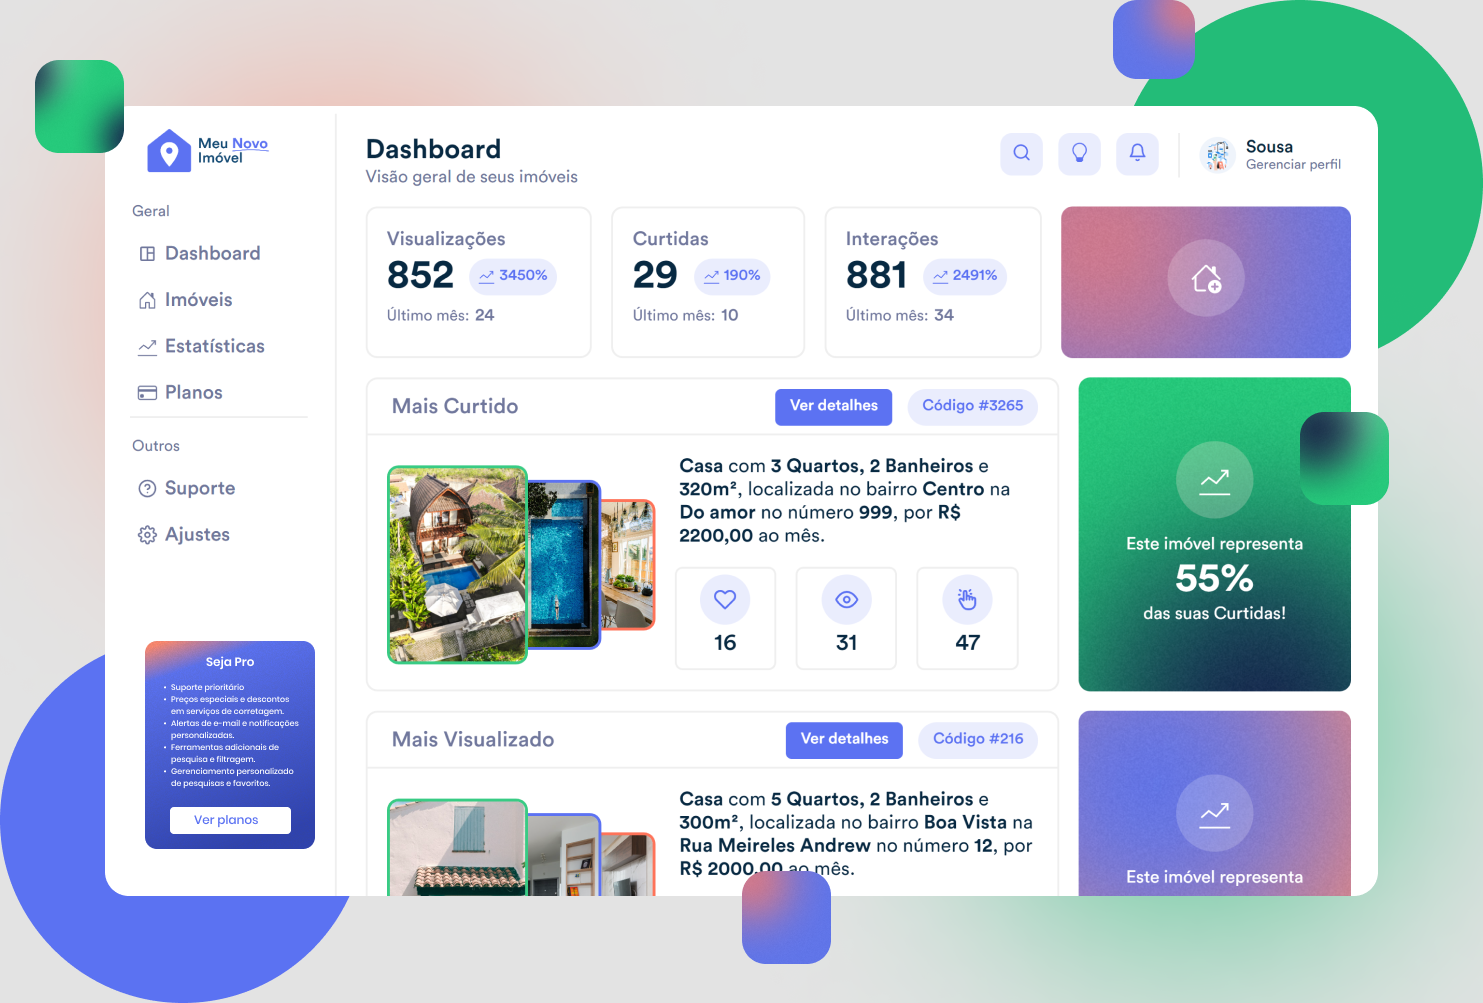 Meu Novo
Imóvel
Geral
Dashboard
Imóveis
Estatísticas
Planos
Outros
Suporte
Ajustes
Seja Pro
• Suporte prioritário
• Preços especiais e descontos
em serviços de corretagem.
• Alertas de e-mail e notificações
personalizadas.
• Ferramentas adicionais de
pesquisa e filtragem.
• Gerenciamento personalizado
de pesquisas e favoritos.
Ver planos
Dashboard
Visão geral de seus imóveis
Sousa
Gerenciar perfil
Visualizações
852 3450%
Último mês: 24
Curtidas
29 190%
Último mês: 10
Interações
881 2491%
Último mês: 34
Mais Curtido Ver detalhes Código #3265
Casa com 3 Quartos, 2 Banheiros e
320m², localizada no bairro Centro na
Do amor no número 999, por R$
2200,00 ao mês.
16 31 47
Este imóvel representa
55%
das suas Curtidas!
Mais Visualizado Ver detalhes Código #216
Casa com 5 Quartos, 2 Banheiros e
300m², localizada no bairro Boa Vista na
Rua Meireles Andrew no número 12, por
R$ 2000,00 ao mês.
Este imóvel representa